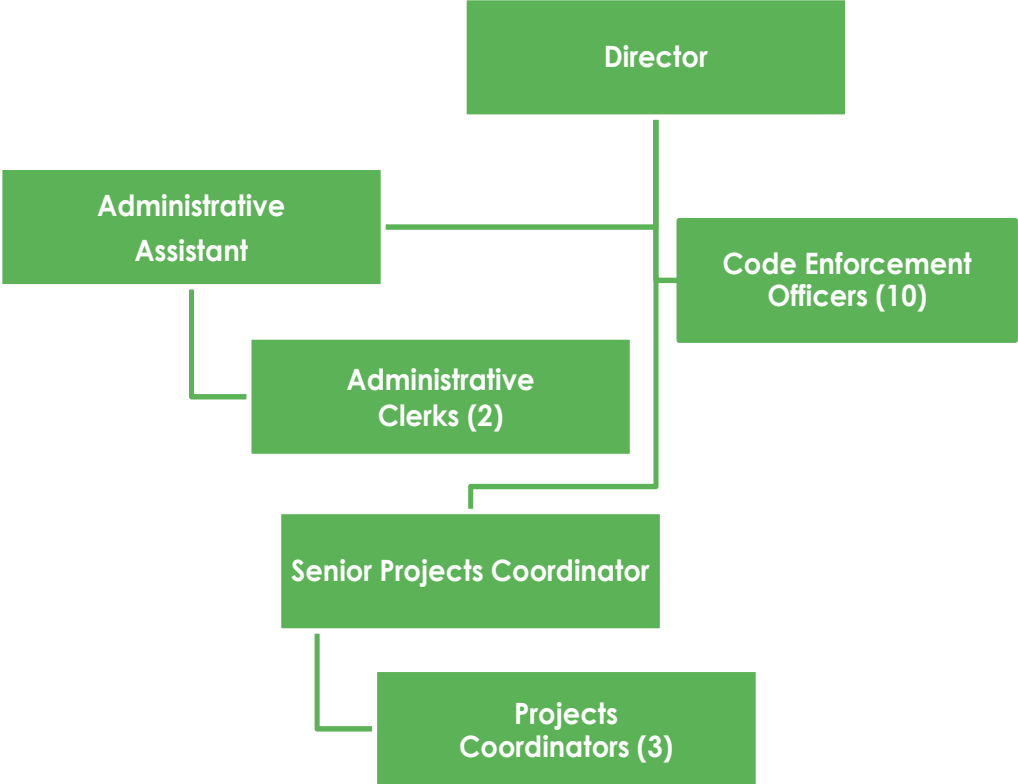 Director
Administrative
Assistant
Code Enforcement
Officers (10)
Administrative
Clerks (2)
Senior Projects Coordinator
Projects
Coordinators (3)